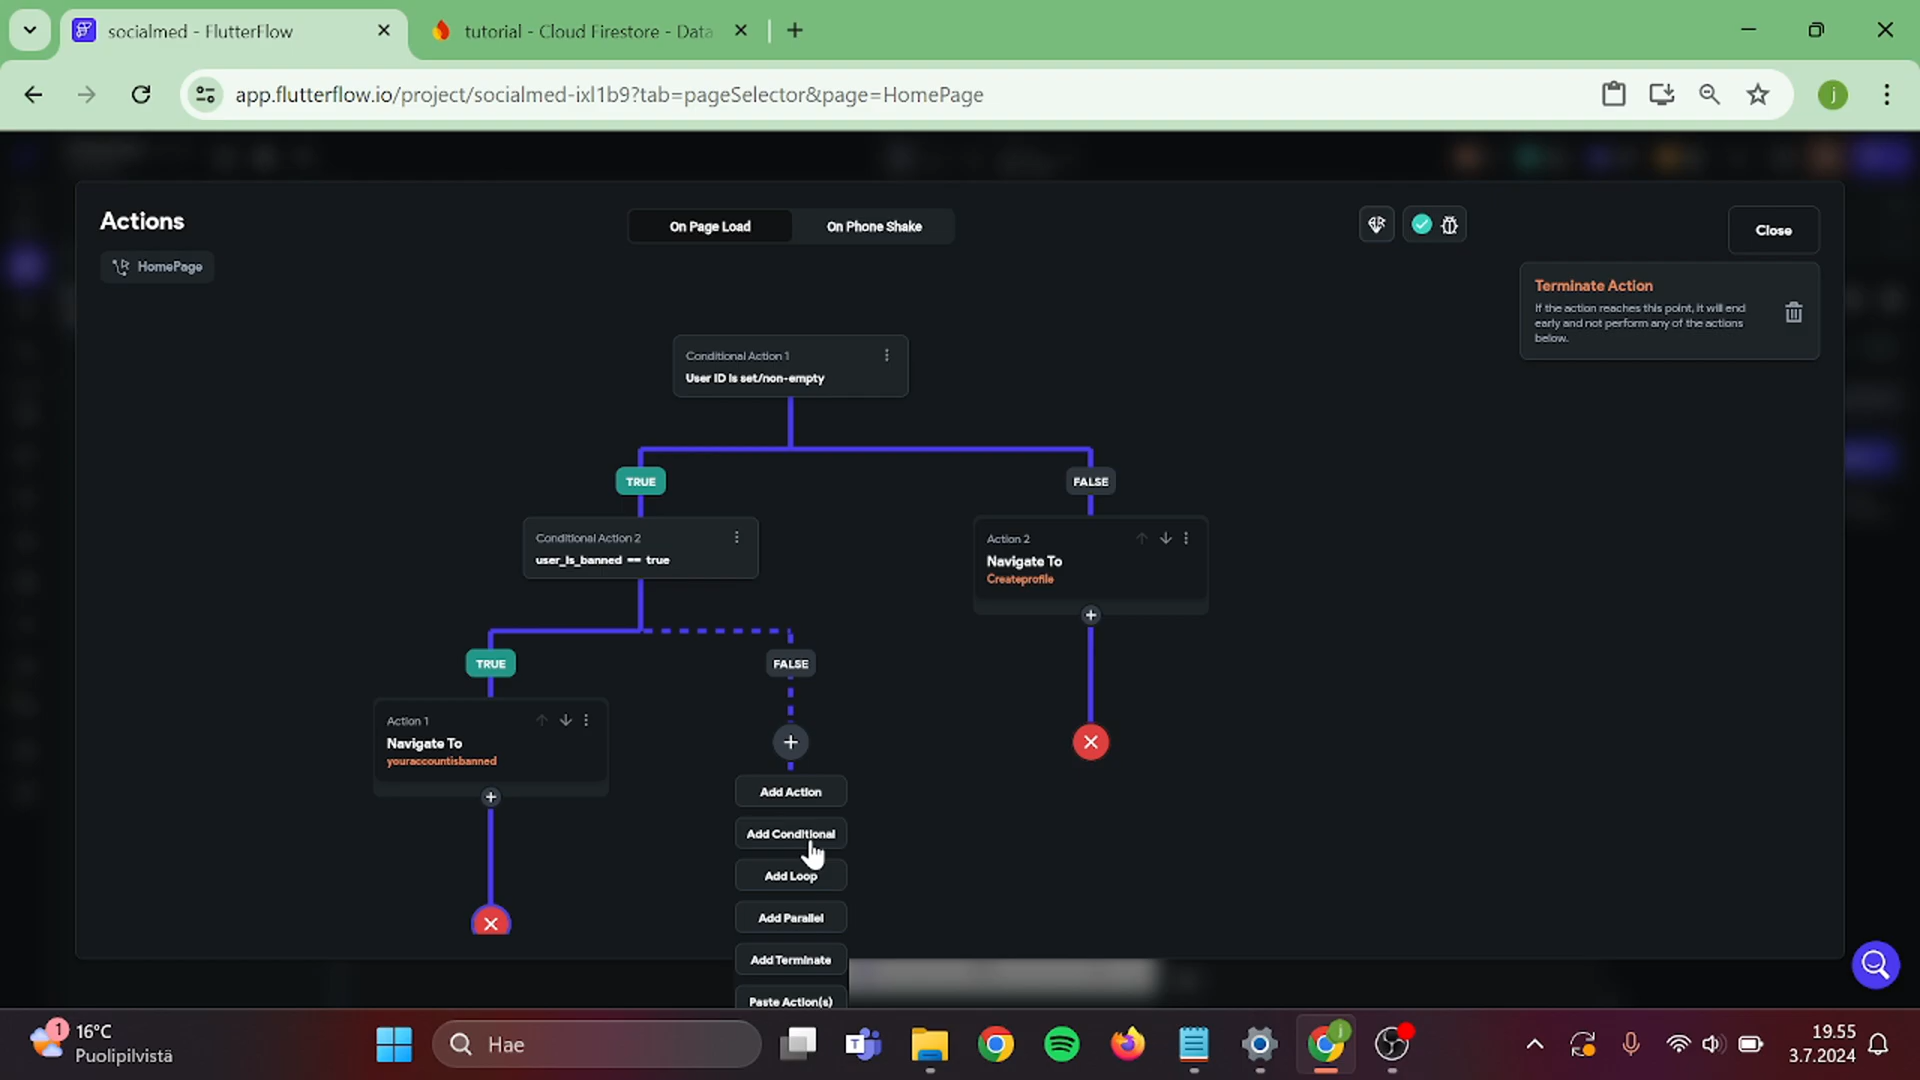 socialmed - FlutterFlow
tutorial - Cloud Firestore - Data
app.flutterflow.io/project/socialmed-ixl1b9?tab=pageSelector&page=HomePage
j
Actions
On Page Load
On Phone Shake
Close
HomePage
Terminate Action
If the action reaches this point, it will end
early and not perform any of the actions
below.
Conditional Action 1
User ID Is set/non-empty
TRUE
FALSE
Conditional Action 2
user_is_banned == true
Action 2
Navigate To
Createprofile
TRUE
FALSE
Action 1
Navigate To
youraccountisbanned
Add Action
Add Conditional
Add Loop
Add Parallel
Add Terminate
Paste Action(s)
1
16°C
Puolipilvistä
Hae
j
19.55
3.7.2024